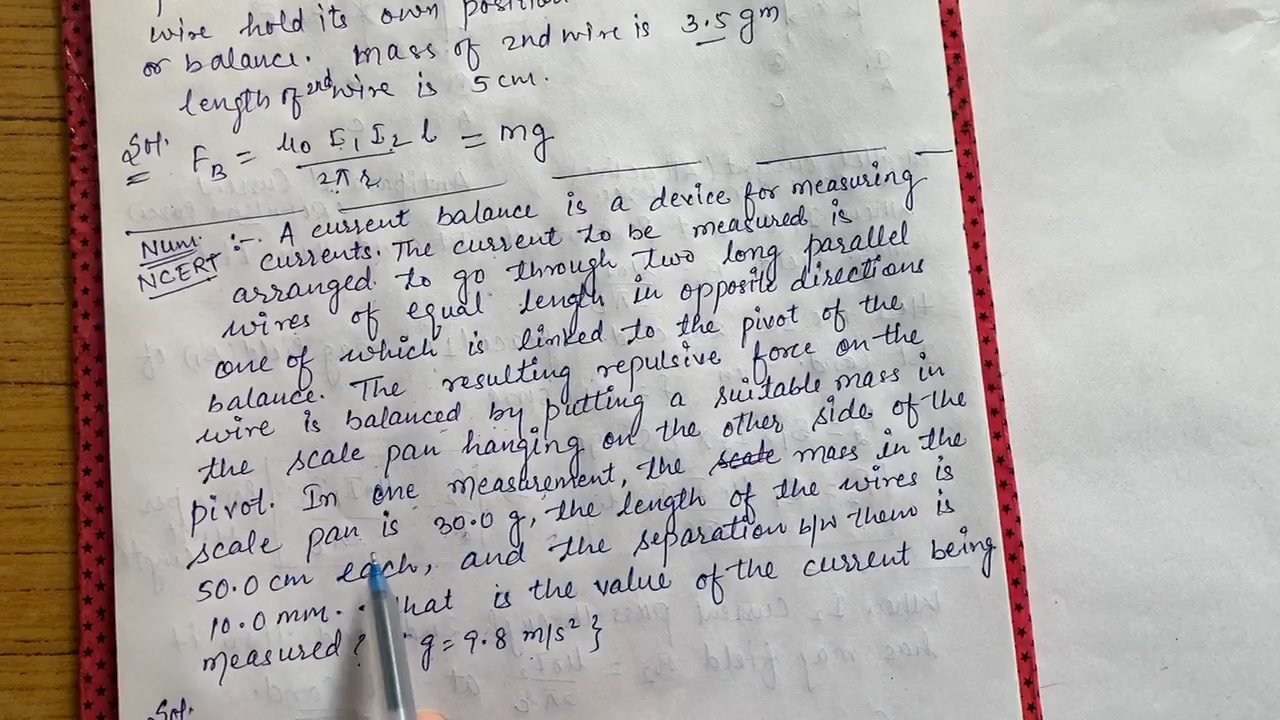 wire hold its own position
or balance. mass of 2nd wire is 3.5 gm
length of 2nd wire is 5 cm.
Sol. F_B = μ0 I1 I2 l / 2π r = mg
Num. NCERT :- A current balance is a device for measuring
currents. The current to be measured is
arranged to go through two long parallel
wires of equal length in opposite directions
one of which is linked to the pivot of the
balance. The resulting repulsive force on the
wire is balanced by putting a suitable mass in
the scale pan hanging on the other side of the
pivot. In one measurement, the scale mass in the
scale pan is 30.0 g, the length of the wires is
50.0 cm each, and the separation b/w them is
10.0 mm. hat is the value of the current being
measured? g = 9.8 m/s² }
Sol.